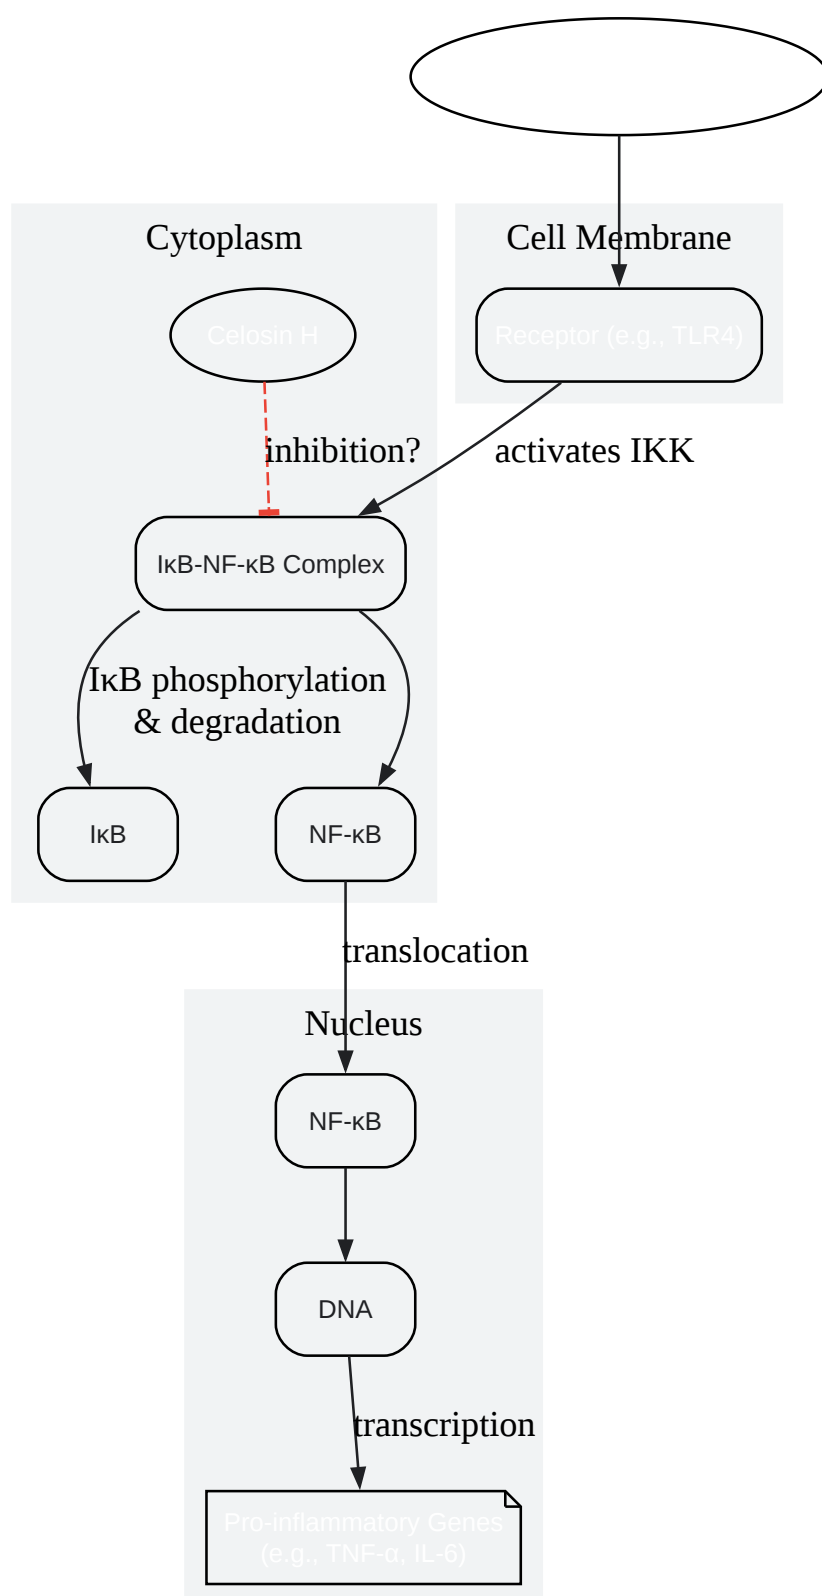 Cytoplasm
Cell Membrane
Celosin H
Receptor (e.g., TLR4)
inhibition?
activates IKK
IκB-NF-κB Complex
IκB phosphorylation
& degradation
IκB
NF-κB
translocation
Nucleus
NF-κB
DNA
transcription
Pro-inflammatory Genes
(e.g., TNF-α, IL-6)